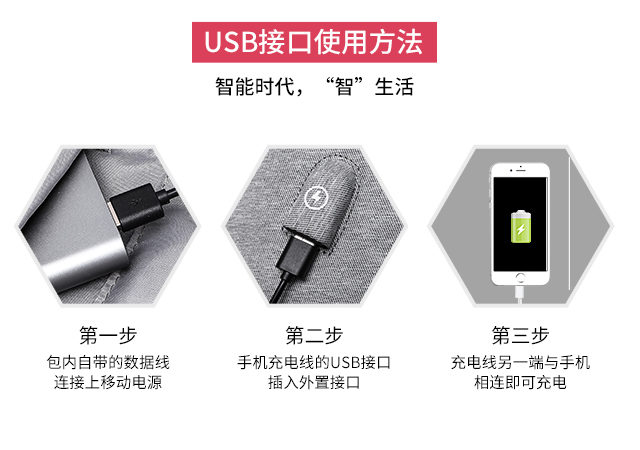 USB接口使用方法
智能时代，“智”生活
第一步
包内自带的数据线
连接上移动电源
第二步
手机充电线的USB接口
插入外置接口
第三步
充电线另一端与手机
相连即可充电